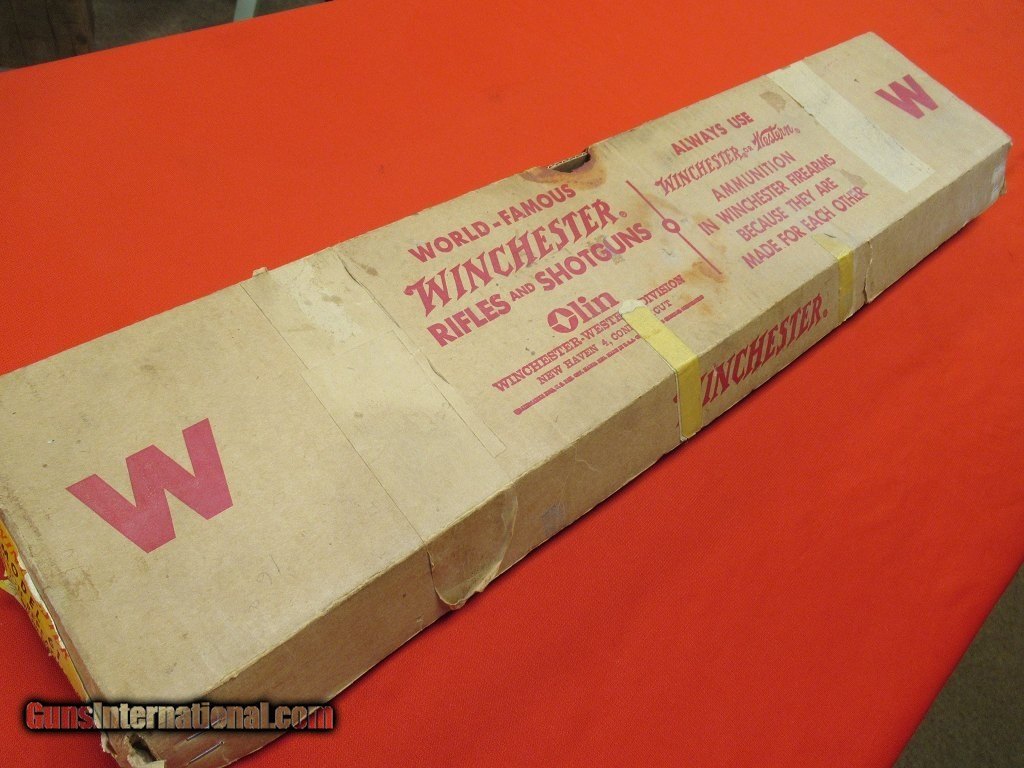 WORLD-FAMOUS
WINCHESTER®
RIFLES AND SHOTGUNS
Olin
WINCHESTER-WESTERN DIVISION
NEW HAVEN 4, CONNECTICUT
ALWAYS USE
WINCHESTER® OR Western®
AMMUNITION
IN WINCHESTER FIREARMS
BECAUSE THEY ARE
MADE FOR EACH OTHER
W
W
WINCHESTER®
GunsInternational.com